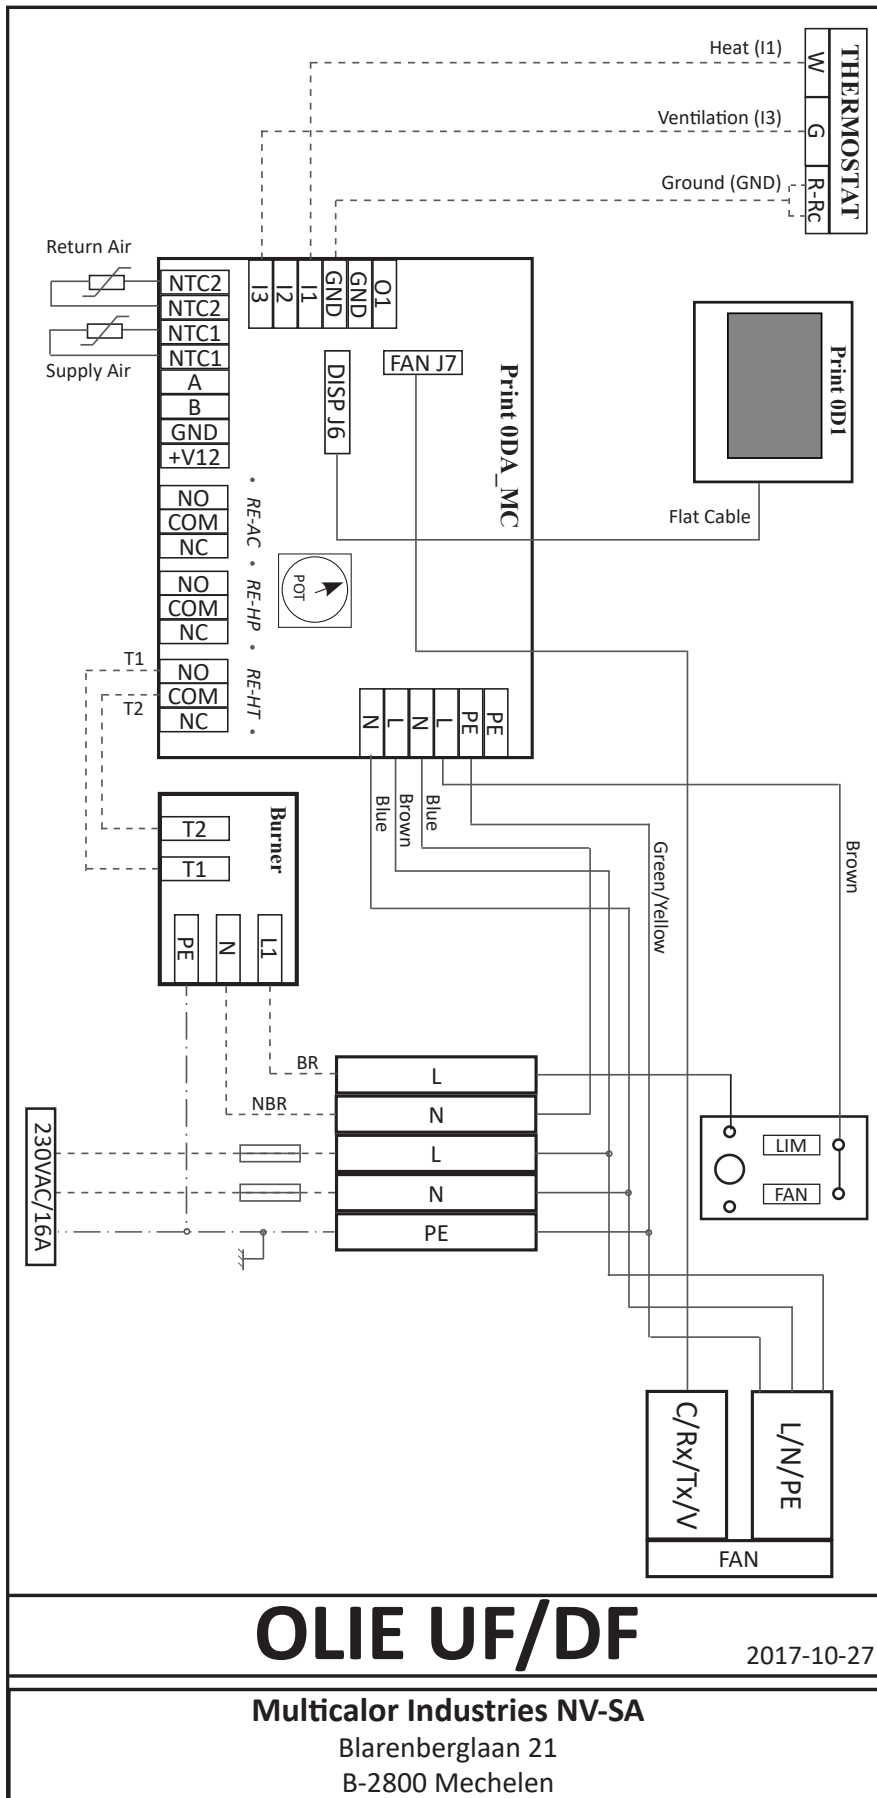 Heat (I1)
Ventilation (I3)
Ground (GND)
W
G
R-Rc
THERMOSTAT
Return Air
Supply Air
NTC2
NTC2
NTC1
NTC1
A
B
GND
+V12
NO
COM
NC
NO
COM
NC
NO
COM
NC
I3
I2
I1
GND
GND
O1
DISP J6
FAN J7
Print 0DA_MC
• RE-AC • RE-HP • RE-HT •
POT
Print 0D1
Flat Cable
T1
T2
N
L
N
L
PE
PE
Blue
Brown
Blue
Green/Yellow
Brown
Burner
T2
T1
PE
N
L1
BR
NBR
L
N
L
N
PE
230VAC/16A
LIM
FAN
C/Rx/Tx/V
L/N/PE
FAN
OLIE UF/DF
2017-10-27
Multicalor Industries NV-SA
Blarenberglaan 21
B-2800 Mechelen